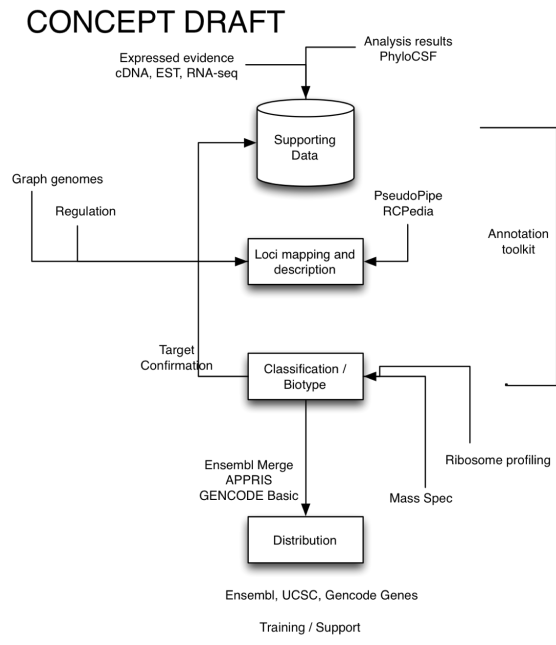 CONCEPT DRAFT
Analysis results
PhyloCSF
Expressed evidence
cDNA, EST, RNA-seq
Supporting
Data
Graph genomes
Regulation
PseudoPipe
RCPedia
Annotation
toolkit
Loci mapping and
description
Target
Confirmation
Classification /
Biotype
Ribosome profiling
Ensembl Merge
APPRIS
GENCODE Basic
Mass Spec
Distribution
Ensembl, UCSC, Gencode Genes
Training / Support